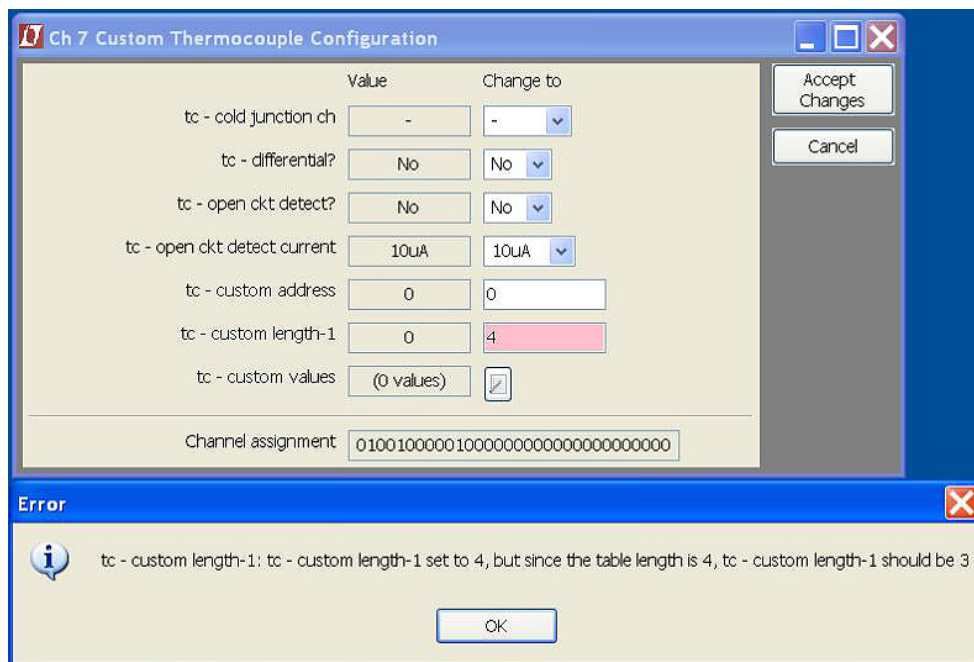 Ch 7 Custom Thermocouple Configuration
Value Change to
Accept
Changes
Cancel
tc - cold junction ch - -
tc - differential? No No
tc - open ckt detect? No No
tc - open ckt detect current 10uA 10uA
tc - custom address 0 0
tc - custom length-1 0 4
tc - custom values (0 values)
Channel assignment 01001000001000000000000000000000
Error
tc - custom length-1: tc - custom length-1 set to 4, but since the table length is 4, tc - custom length-1 should be 3
OK